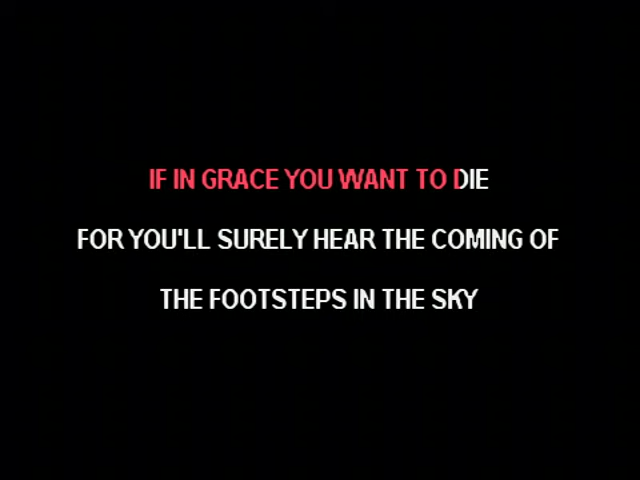 IF IN GRACE YOU WANT TO DIE
FOR YOU'LL SURELY HEAR THE COMING OF
THE FOOTSTEPS IN THE SKY